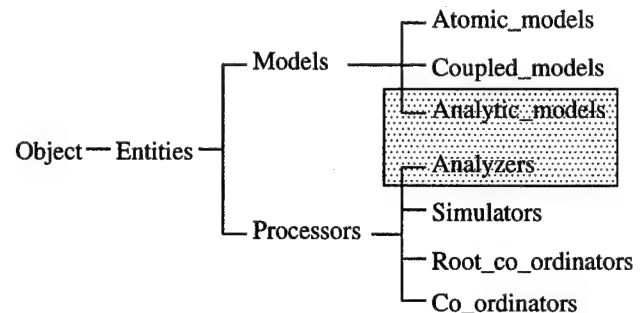 Atomic_models
Models
Coupled_models
Analytic_models
Object
Entities
Analyzers
Simulators
Processors
Root_co_ordinators
Co_ordinators